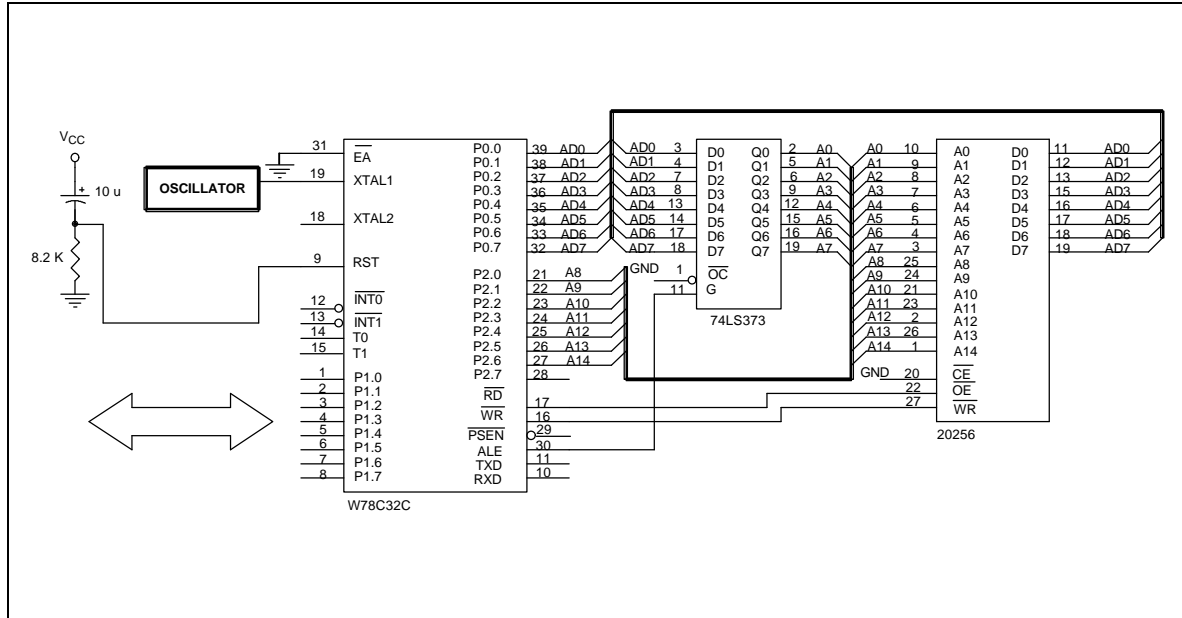 VCC
+
10 u
8.2 K
OSCILLATOR
31 EA
19 XTAL1
18 XTAL2
9 RST
12 INT0
13 INT1
14 T0
15 T1
1 P1.0
2 P1.1
3 P1.2
4 P1.3
5 P1.4
6 P1.5
7 P1.6
8 P1.7
P0.0 39 AD0
P0.1 38 AD1
P0.2 37 AD2
P0.3 36 AD3
P0.4 35 AD4
P0.5 34 AD5
P0.6 33 AD6
P0.7 32 AD7
P2.0 21 A8
P2.1 22 A9
P2.2 23 A10
P2.3 24 A11
P2.4 25 A12
P2.5 26 A13
P2.6 27 A14
P2.7 28
RD 17
WR 16
PSEN 29
ALE 30
TXD 11
RXD 10
W78C32C
AD0 3 D0 Q0 2 A0
AD1 4 D1 Q1 5 A1
AD2 7 D2 Q2 6 A2
AD3 8 D3 Q3 9 A3
AD4 13 D4 Q4 12 A4
AD5 14 D5 Q5 15 A5
AD6 17 D6 Q6 16 A6
AD7 18 D7 Q7 19 A7
GND 1 OC
11 G
74LS373
A0 10 A0 D0 11 AD0
A1 9 A1 D1 12 AD1
A2 8 A2 D2 13 AD2
A3 7 A3 D3 15 AD3
A4 6 A4 D4 16 AD4
A5 5 A5 D5 17 AD5
A6 4 A6 D6 18 AD6
A7 3 A7 D7 19 AD7
A8 25 A8
A9 24 A9
A10 21 A10
A11 23 A11
A12 2 A12
A13 26 A13
A14 1 A14
GND 20 CE
22 OE
27 WR
20256